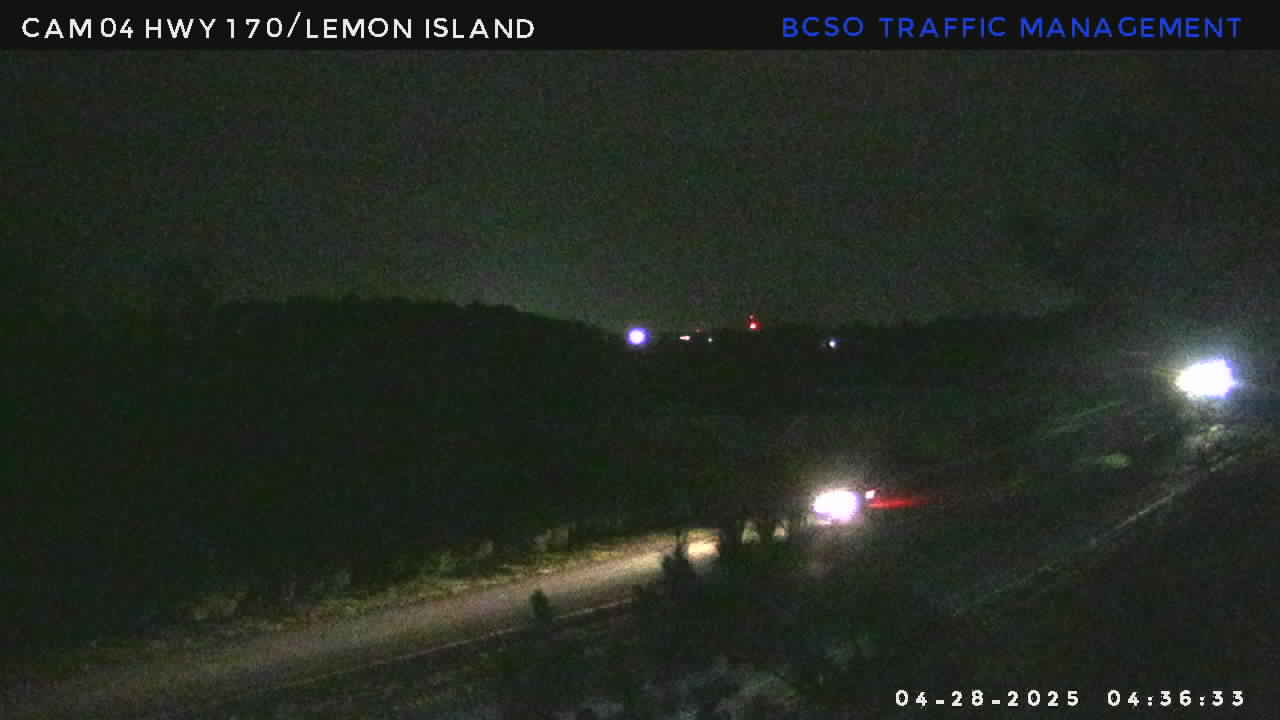 CAM04 HWY 170/LEMON ISLAND
BCSO TRAFFIC MANAGEMENT
04-28-2025 04:36:33